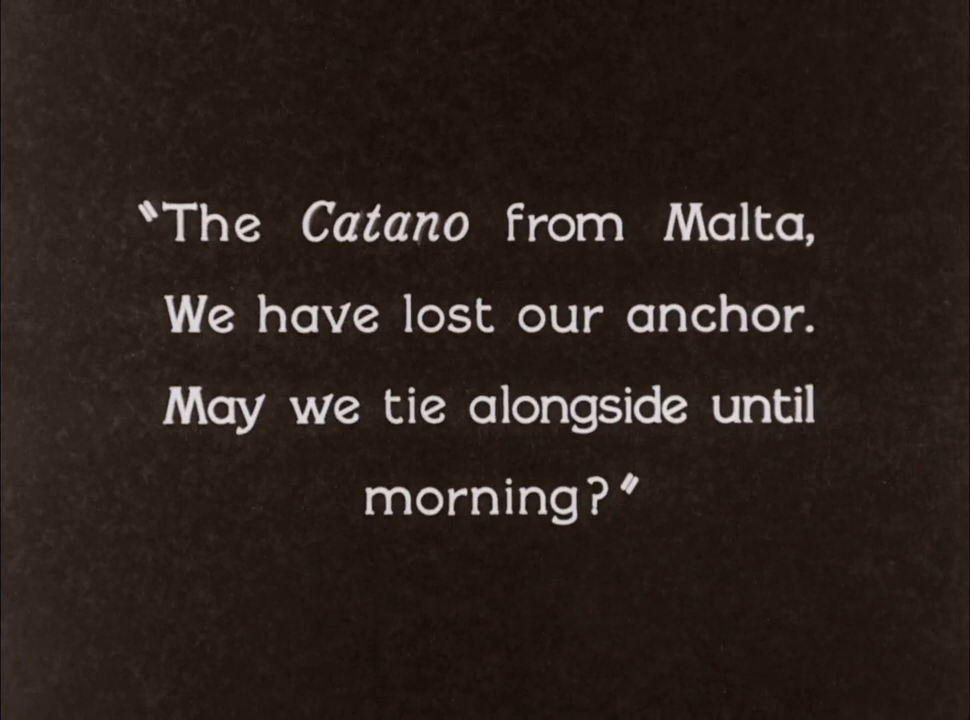 "The Catano from Malta,
We have lost our anchor.
May we tie alongside until
morning?"